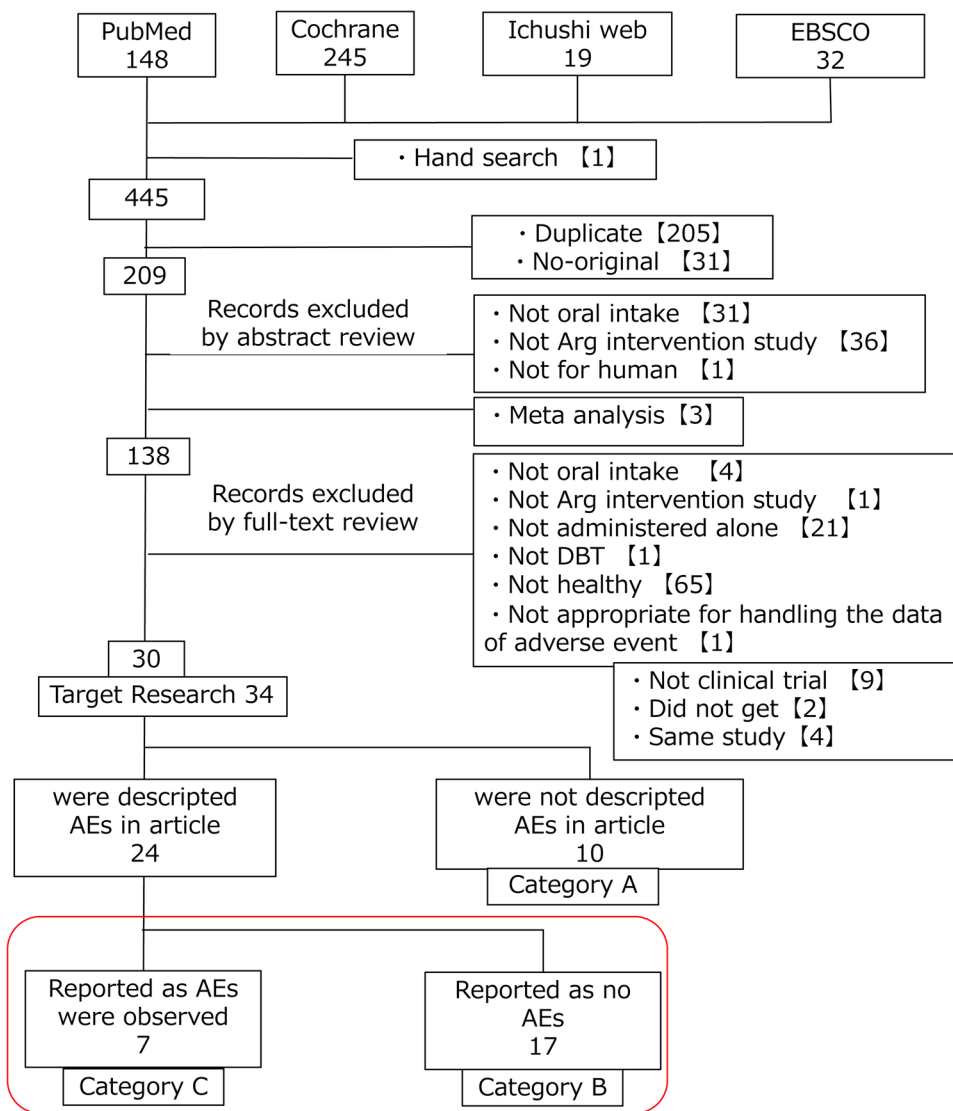 PubMed
148
Cochrane
245
Ichushi web
19
EBSCO
32
・Hand search 【1】
445
・Duplicate【205】
・No-original 【31】
209
Records excluded
by abstract review
・Not oral intake 【31】
・Not Arg intervention study 【36】
・Not for human 【1】
・Meta analysis【3】
138
Records excluded
by full-text review
・Not oral intake 【4】
・Not Arg intervention study 【1】
・Not administered alone 【21】
・Not DBT 【1】
・Not healthy 【65】
・Not appropriate for handling the data
of adverse event 【1】
・Not clinical trial 【9】
・Did not get【2】
・Same study【4】
30
Target Research 34
were descripted
AEs in article
24
were not descripted
AEs in article
10
Category A
Reported as AEs
were observed
7
Category C
Reported as no
AEs
17
Category B